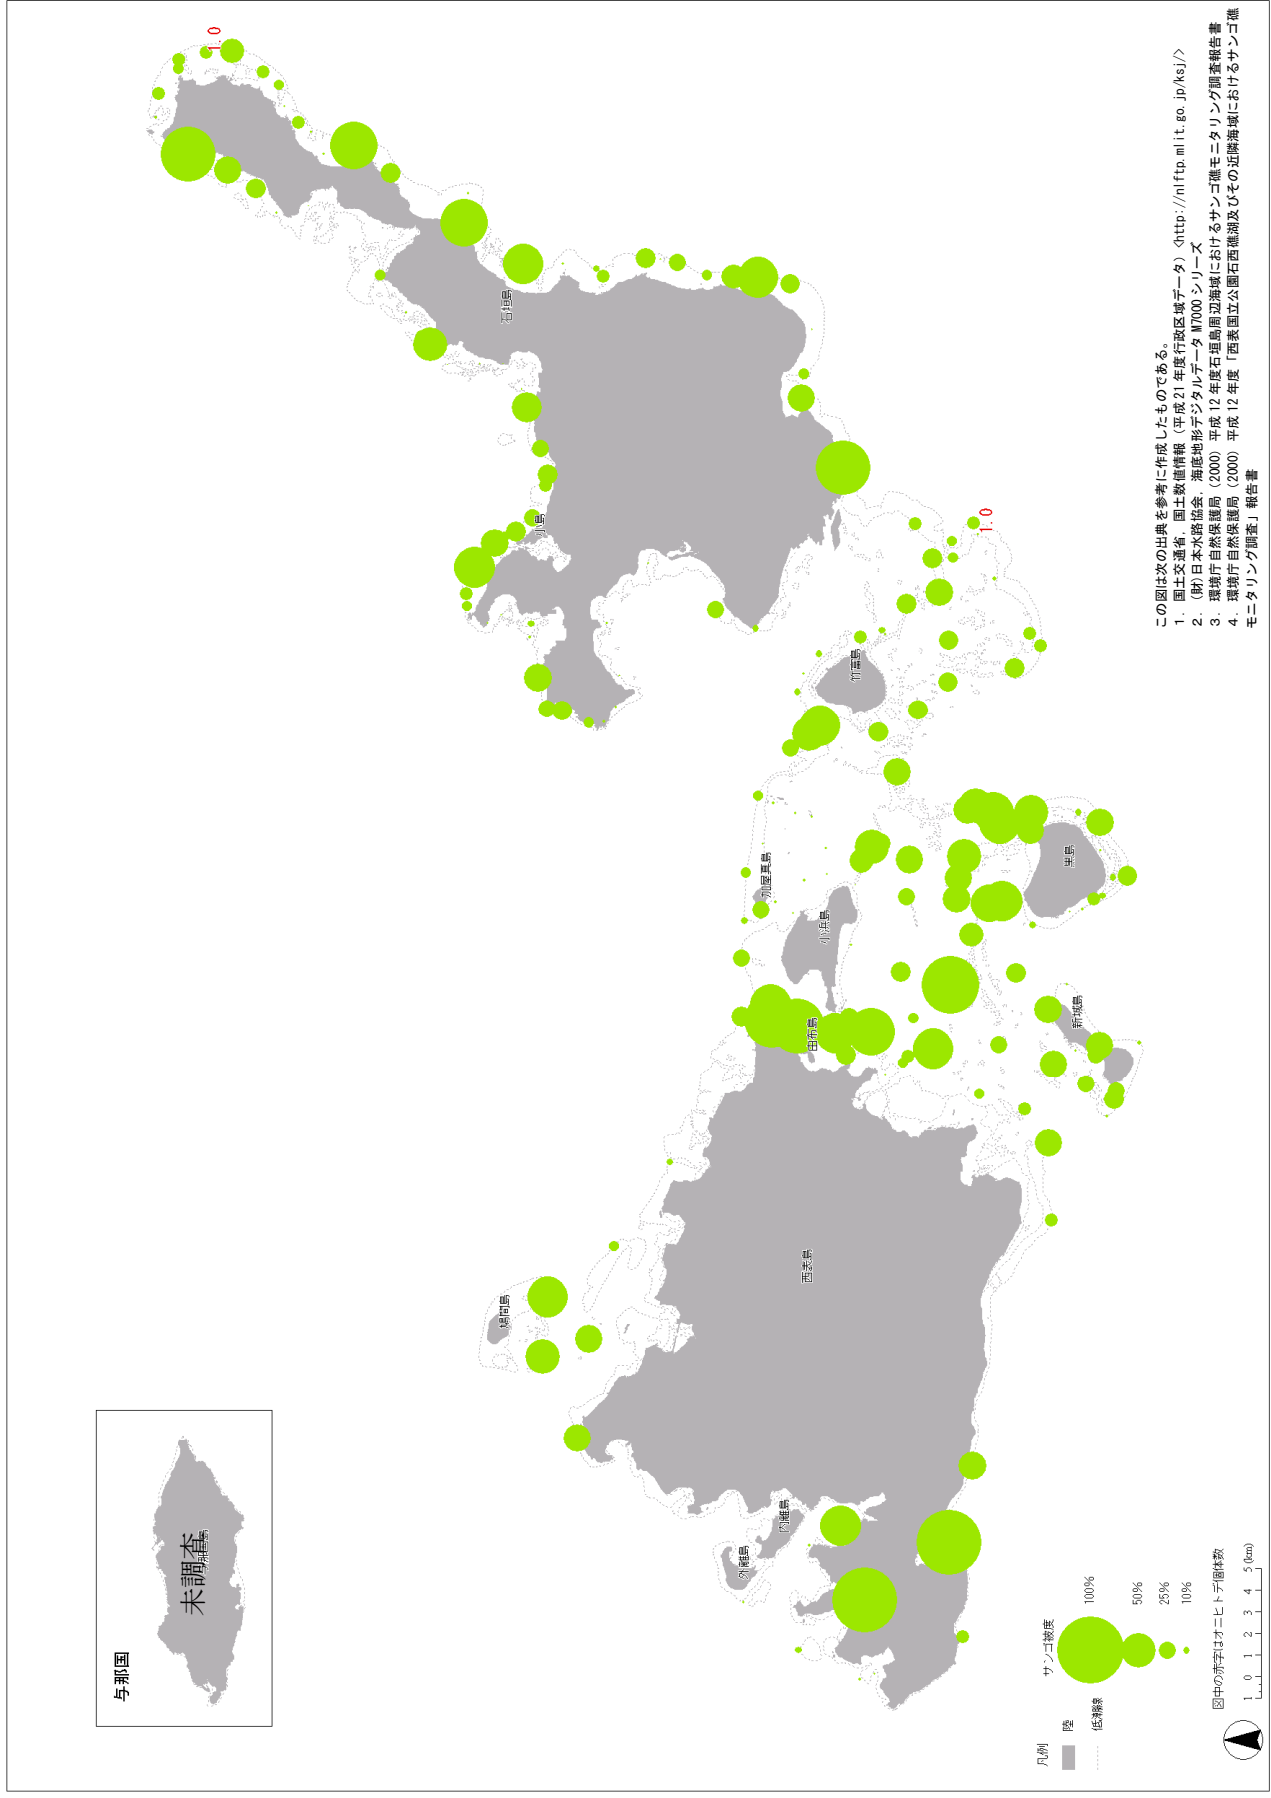 与那国
未調査
鳩間島
外離島
内離島
西表島
由布島
小浜島
加屋真島
新城島
黒島
竹富島
小島
石垣島
1.0
1.0
凡例
陸
低潮線
サンゴ被度
100%
50%
25%
10%
図中の赤字はオニヒトデ個体数
1 0 1 2 3 4 5(km)
この図は次の出典を参考に作成したものである。
1. 国土交通省, 国土数値情報（平成21年度行政区域データ）<http://nlftp.mlit.go.jp/ksj/>
2. (財)日本水路協会, 海底地形デジタルデータ M7000 シリーズ
3. 環境庁自然保護局（2000）平成12年度石垣島周辺海域におけるサンゴ礁モニタリング調査報告書
4. 環境庁自然保護局（2000）平成12年度「西表国立公園石西礁湖及びその近隣海域におけるサンゴ礁
モニタリング調査」報告書